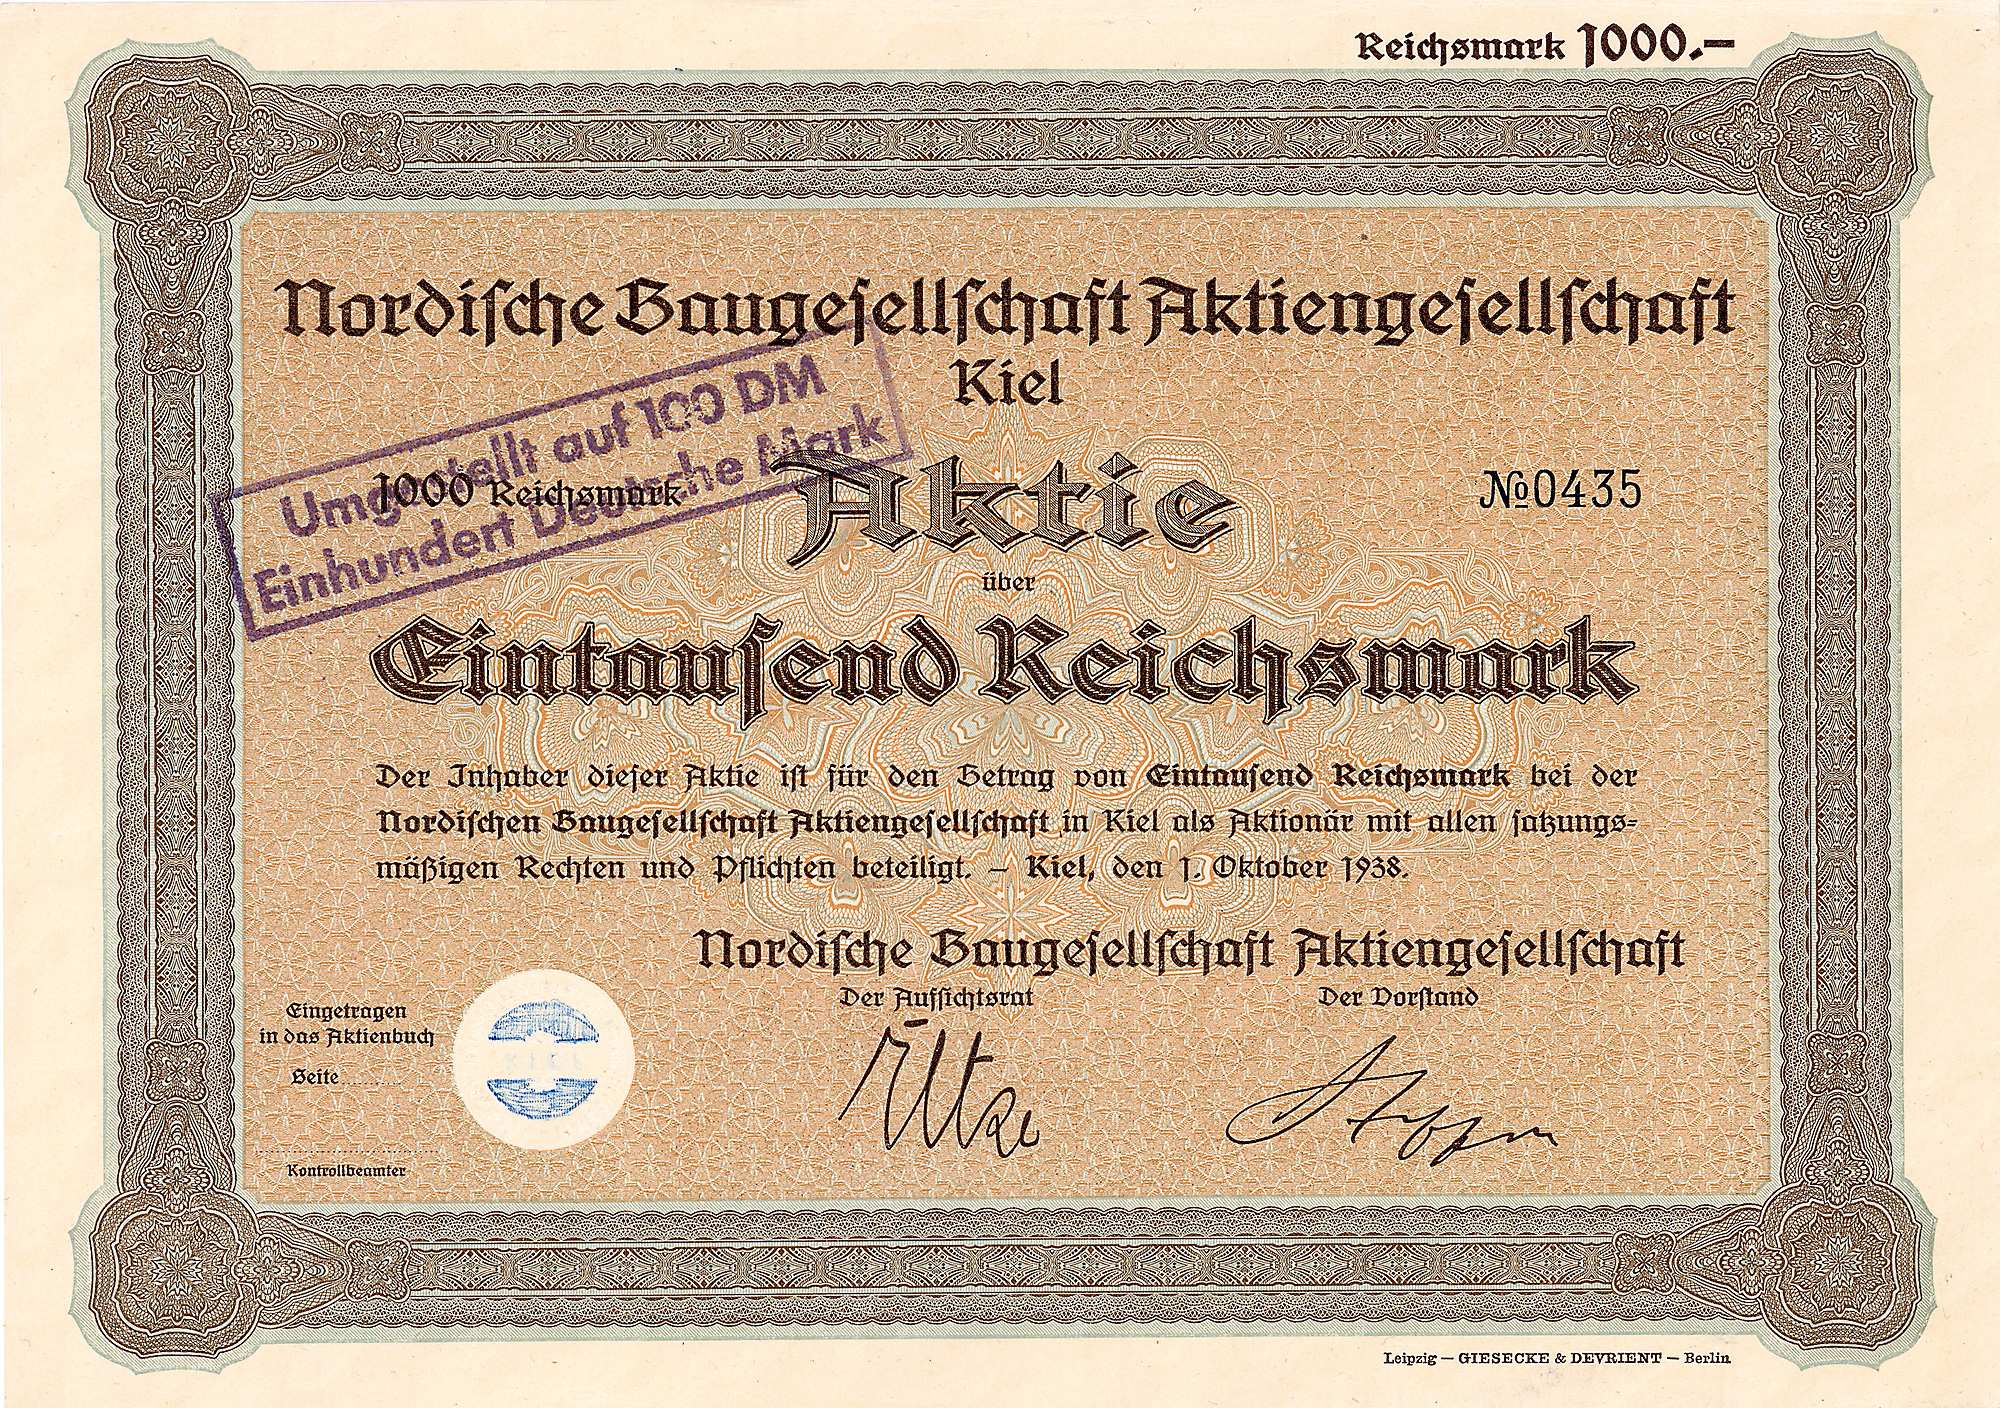 Reichsmark 1000.—
Nordiſche Baugeſellſchaft Aktiengeſellſchaft
Kiel
Umgestellt auf 100 DM
Einhundert Deutsche Mark
1000 Reichsmark
Aktie
№ 0435
über
Eintauſend Reichsmark
Der Inhaber dieſer Aktie iſt für den Betrag von Eintauſend Reichsmark bei der
Nordiſchen Baugeſellſchaft Aktiengeſellſchaft in Kiel als Aktionär mit allen ſatzungs=
mäßigen Rechten und Pflichten beteiligt. — Kiel, den 1. Oktober 1938.
Nordiſche Baugeſellſchaft Aktiengeſellſchaft
Der Aufſichtsrat
Der Vorſtand
Eingetragen
in das Aktienbuch
Seite..........
Kontrollbeamter
Leipzig — GIESECKE & DEVRIENT — Berlin